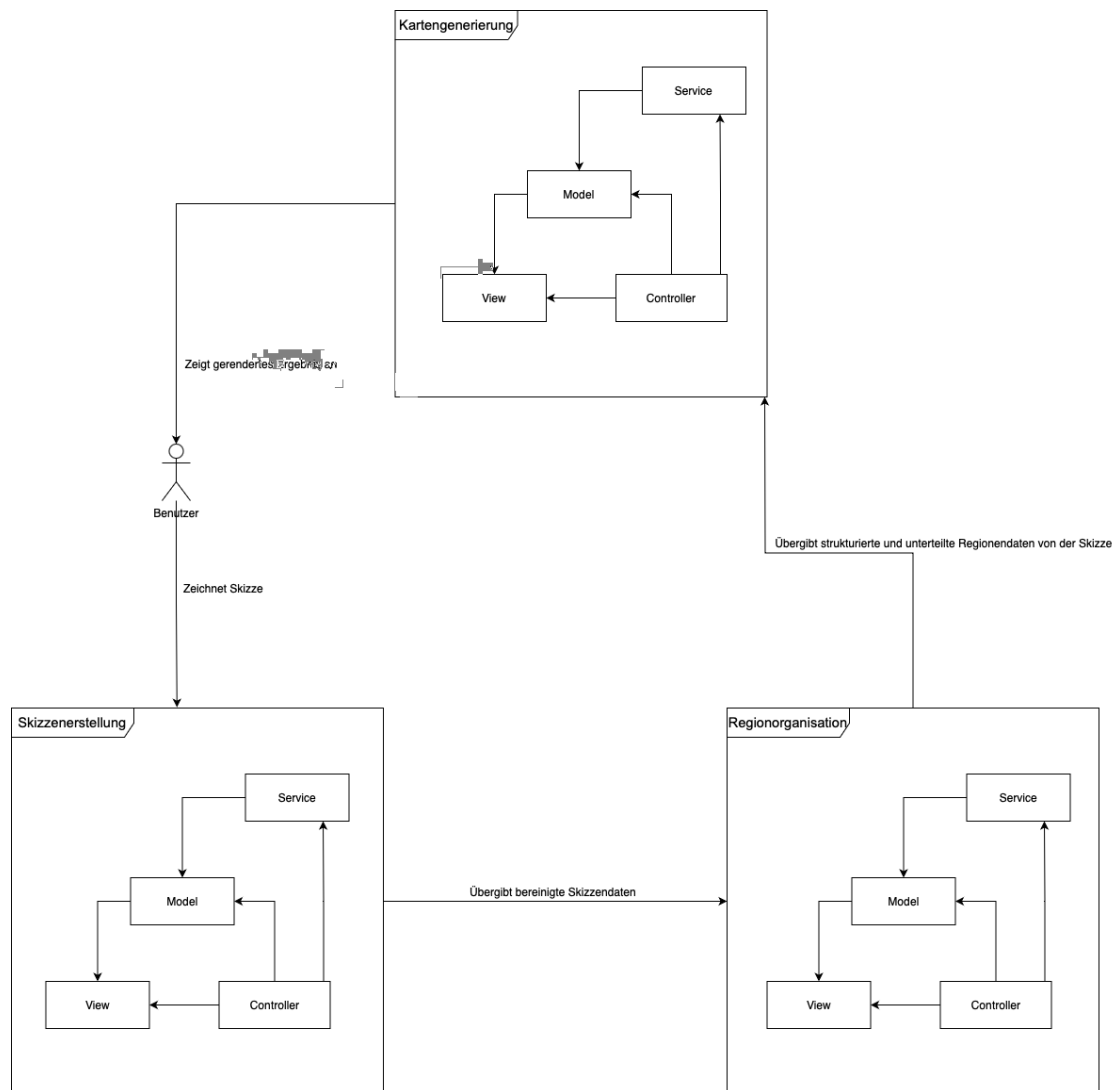 Kartengenerierung
Service
Model
View
Controller
Zeigt gerendertes an
Benutzer
Übergibt strukturierte und unterteilte Regionendaten von der Skizze
Zeichnet Skizze
Skizzenerstellung
Service
Model
View
Controller
Übergibt bereinigte Skizzendaten
Regionorganisation
Service
Model
View
Controller